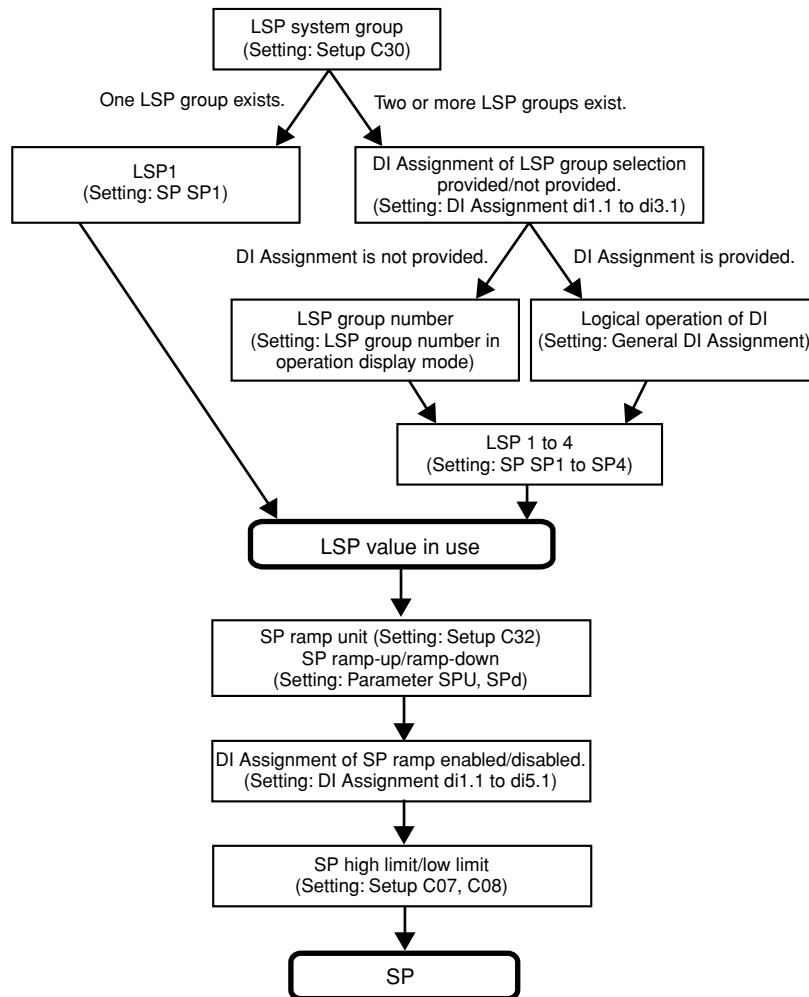 LSP system group
(Setting: Setup C30)
One LSP group exists.
Two or more LSP groups exist.
LSP1
(Setting: SP SP1)
DI Assignment of LSP group selection
provided/not provided.
(Setting: DI Assignment di1.1 to di3.1)
DI Assignment is not provided.
DI Assignment is provided.
LSP group number
(Setting: LSP group number in
operation display mode)
Logical operation of DI
(Setting: General DI Assignment)
LSP 1 to 4
(Setting: SP SP1 to SP4)
LSP value in use
SP ramp unit (Setting: Setup C32)
SP ramp-up/ramp-down
(Setting: Parameter SPU, SPd)
DI Assignment of SP ramp enabled/disabled.
(Setting: DI Assignment di1.1 to di5.1)
SP high limit/low limit
(Setting: Setup C07, C08)
SP